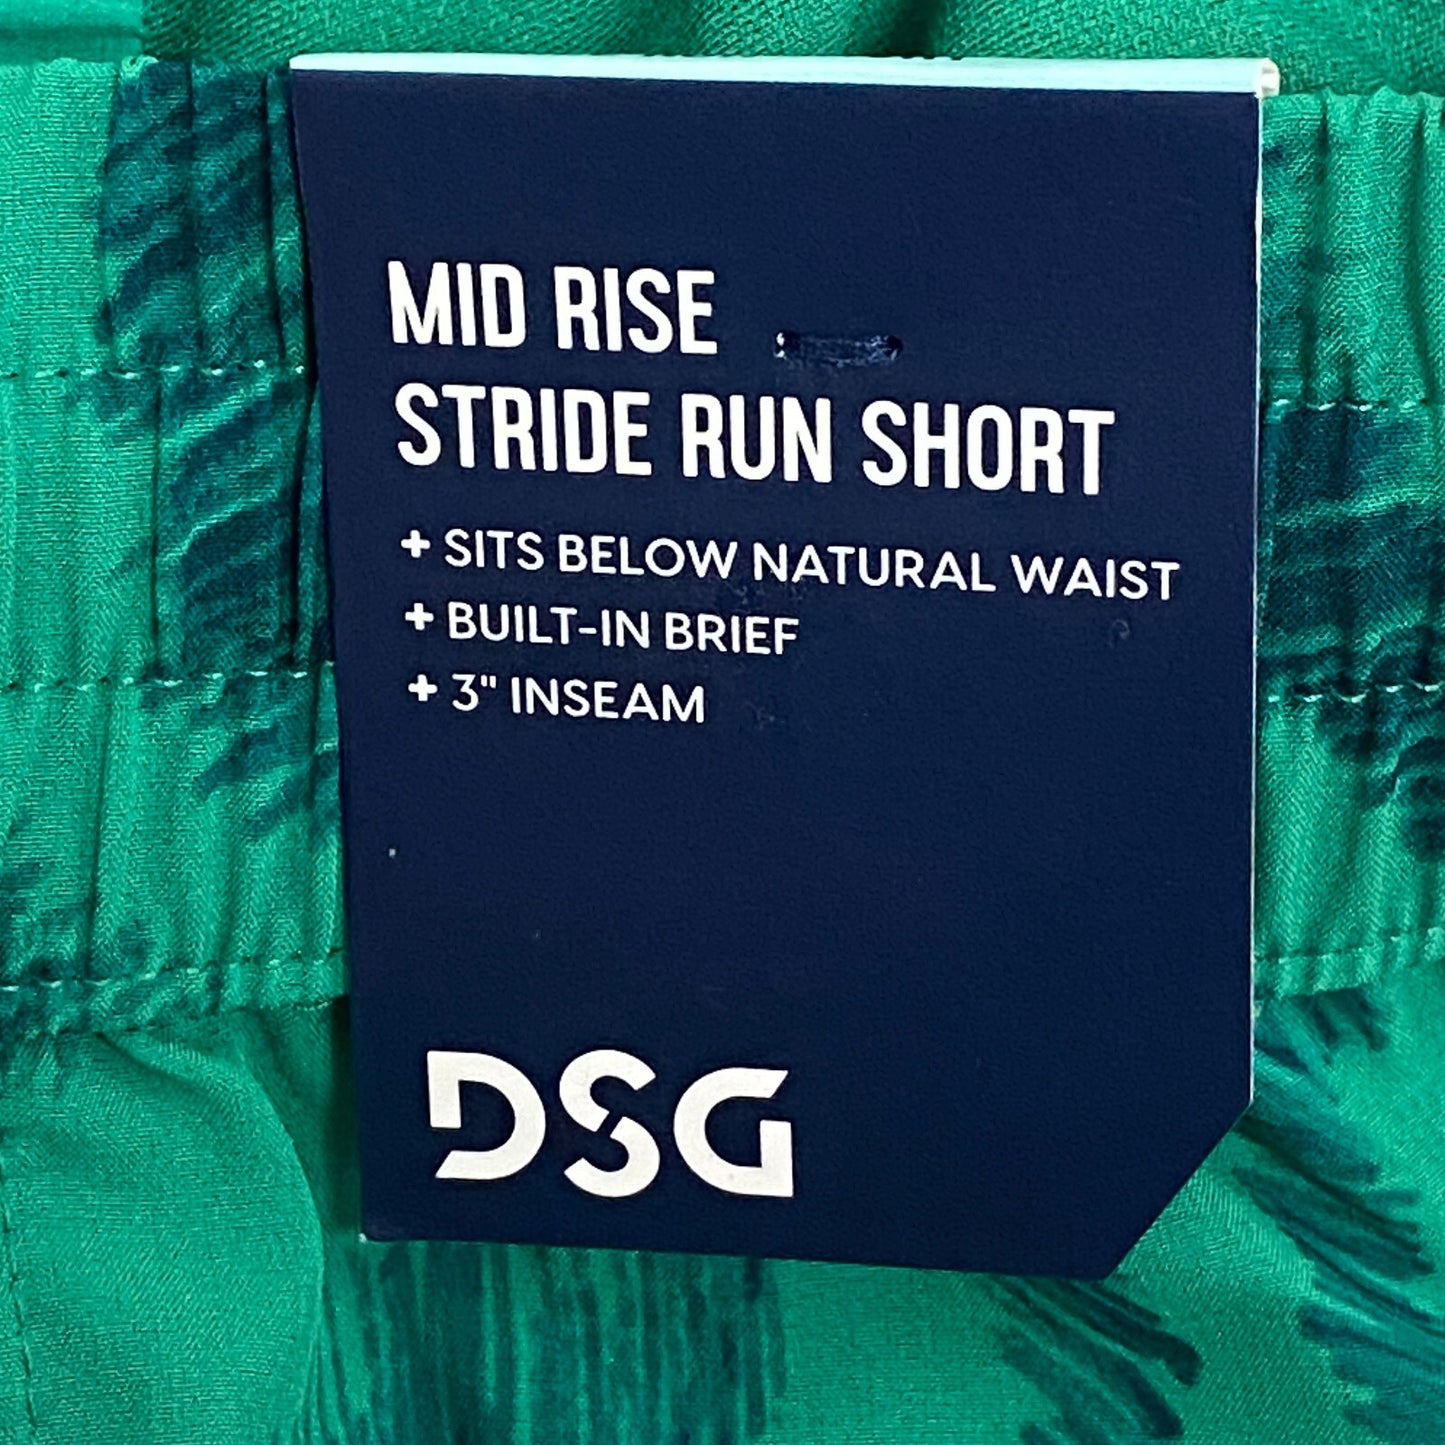 MID RISE
STRIDE RUN SHORT
+ SITS BELOW NATURAL WAIST
+ BUILT-IN BRIEF
+ 3" INSEAM
DSG